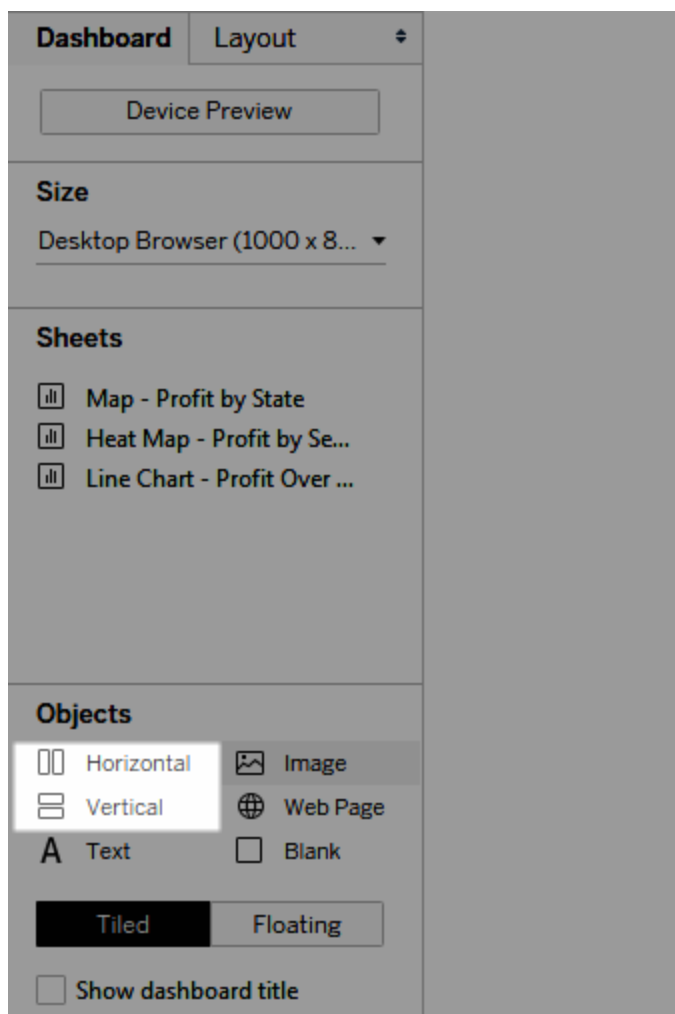 Dashboard Layout
Device Preview
Size
Desktop Browser (1000 x 8...
Sheets
Map - Profit by State
Heat Map - Profit by Se...
Line Chart - Profit Over ...
Objects
Horizontal Image
Vertical Web Page
A Text Blank
Tiled Floating
Show dashboard title